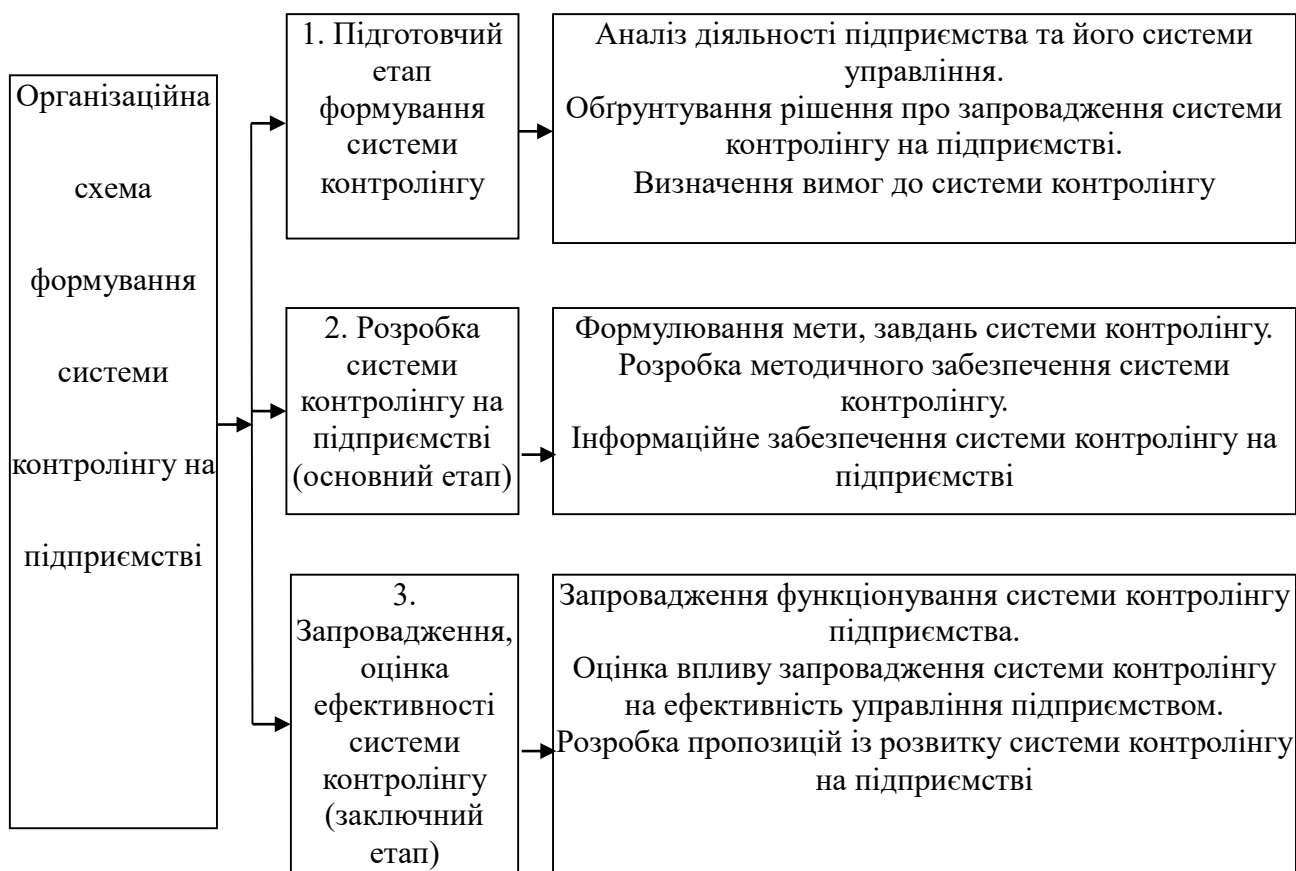 Організаційна
схема
формування
системи
контролінгу на
підприємстві
1. Підготовчий
етап
формування
системи
контролінгу
Аналіз діяльності підприємства та його системи
управління.
Обґрунтування рішення про запровадження системи
контролінгу на підприємстві.
Визначення вимог до системи контролінгу
2. Розробка
системи
контролінгу на
підприємстві
(основний етап)
Формулювання мети, завдань системи контролінгу.
Розробка методичного забезпечення системи
контролінгу.
Інформаційне забезпечення системи контролінгу на
підприємстві
3.
Запровадження,
оцінка
ефективності
системи
контролінгу
(заключний
етап)
Запровадження функціонування системи контролінгу
підприємства.
Оцінка впливу запровадження системи контролінгу
на ефективність управління підприємством.
Розробка пропозицій із розвитку системи контролінгу
на підприємстві